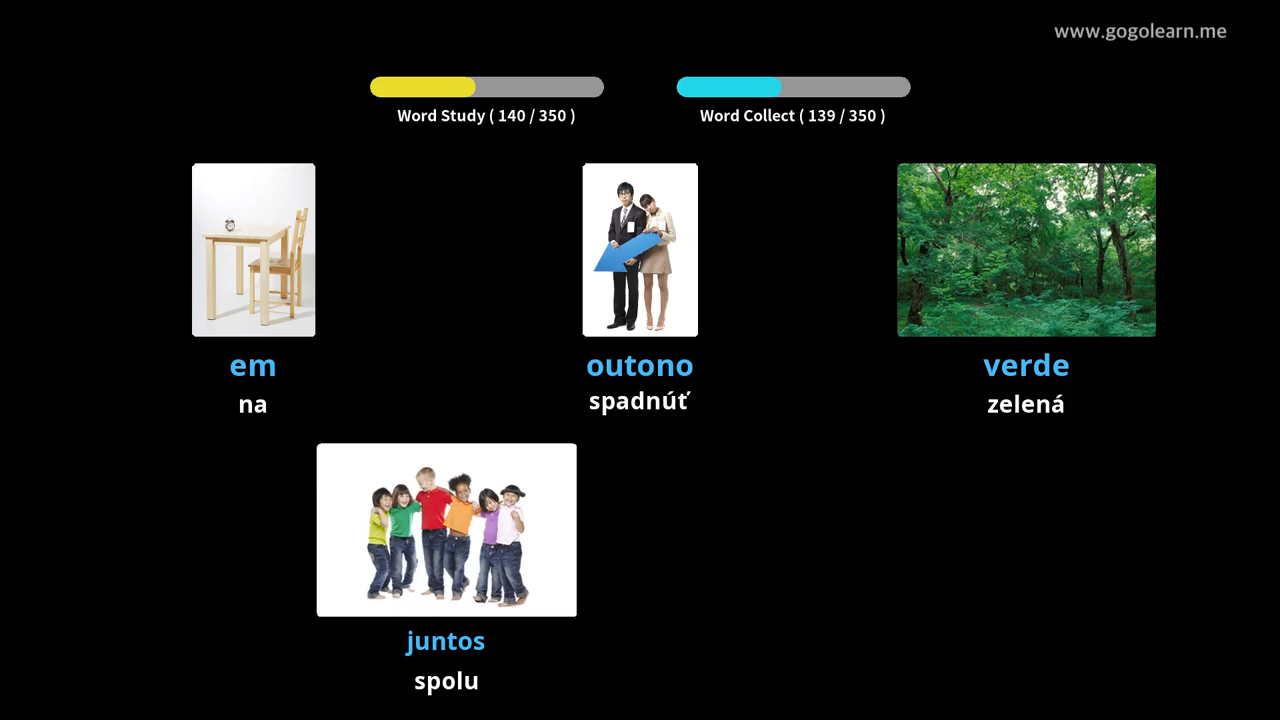 www.gogolearn.me
Word Study ( 140 / 350 )
Word Collect ( 139 / 350 )
em
na
outono
spadnúť
verde
zelená
juntos
spolu